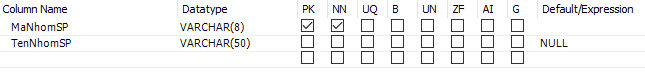 Column Name Datatype PK NN UQ B UN ZF AI G Default/Expression
MaNhomSP VARCHAR(8)
TenNhomSP VARCHAR(50) NULL